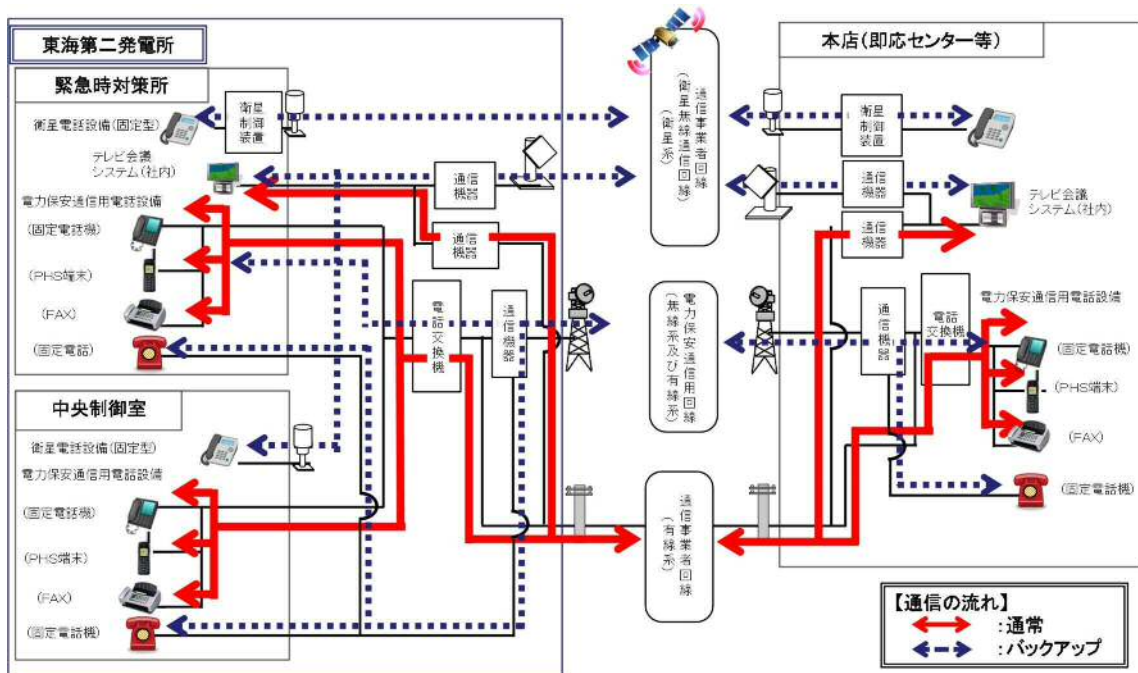 東海第二発電所
緊急時対策所
衛星電話設備(固定型)
衛星制御装置
テレビ会議
システム(社内)
通信機器
電力保安通信用電話設備
(固定電話機)
通信機器
(PHS端末)
(FAX)
(固定電話)
電話交換機
通信機器
中央制御室
衛星電話設備(固定型)
電力保安通信用電話設備
(固定電話機)
(PHS端末)
(FAX)
(固定電話機)
通信事業者回線
(衛星無線通信回線)
(衛星系)
電力保安通信用回線
(無線系及び有線系)
通信事業者回線
(有線系)
本店(即応センター等)
衛星制御装置
通信機器
テレビ会議
システム(社内)
通信機器
電力保安通信用電話設備
通信機器
電話交換機
(固定電話機)
(PHS端末)
(FAX)
(固定電話機)
【通信の流れ】
:通常
:バックアップ